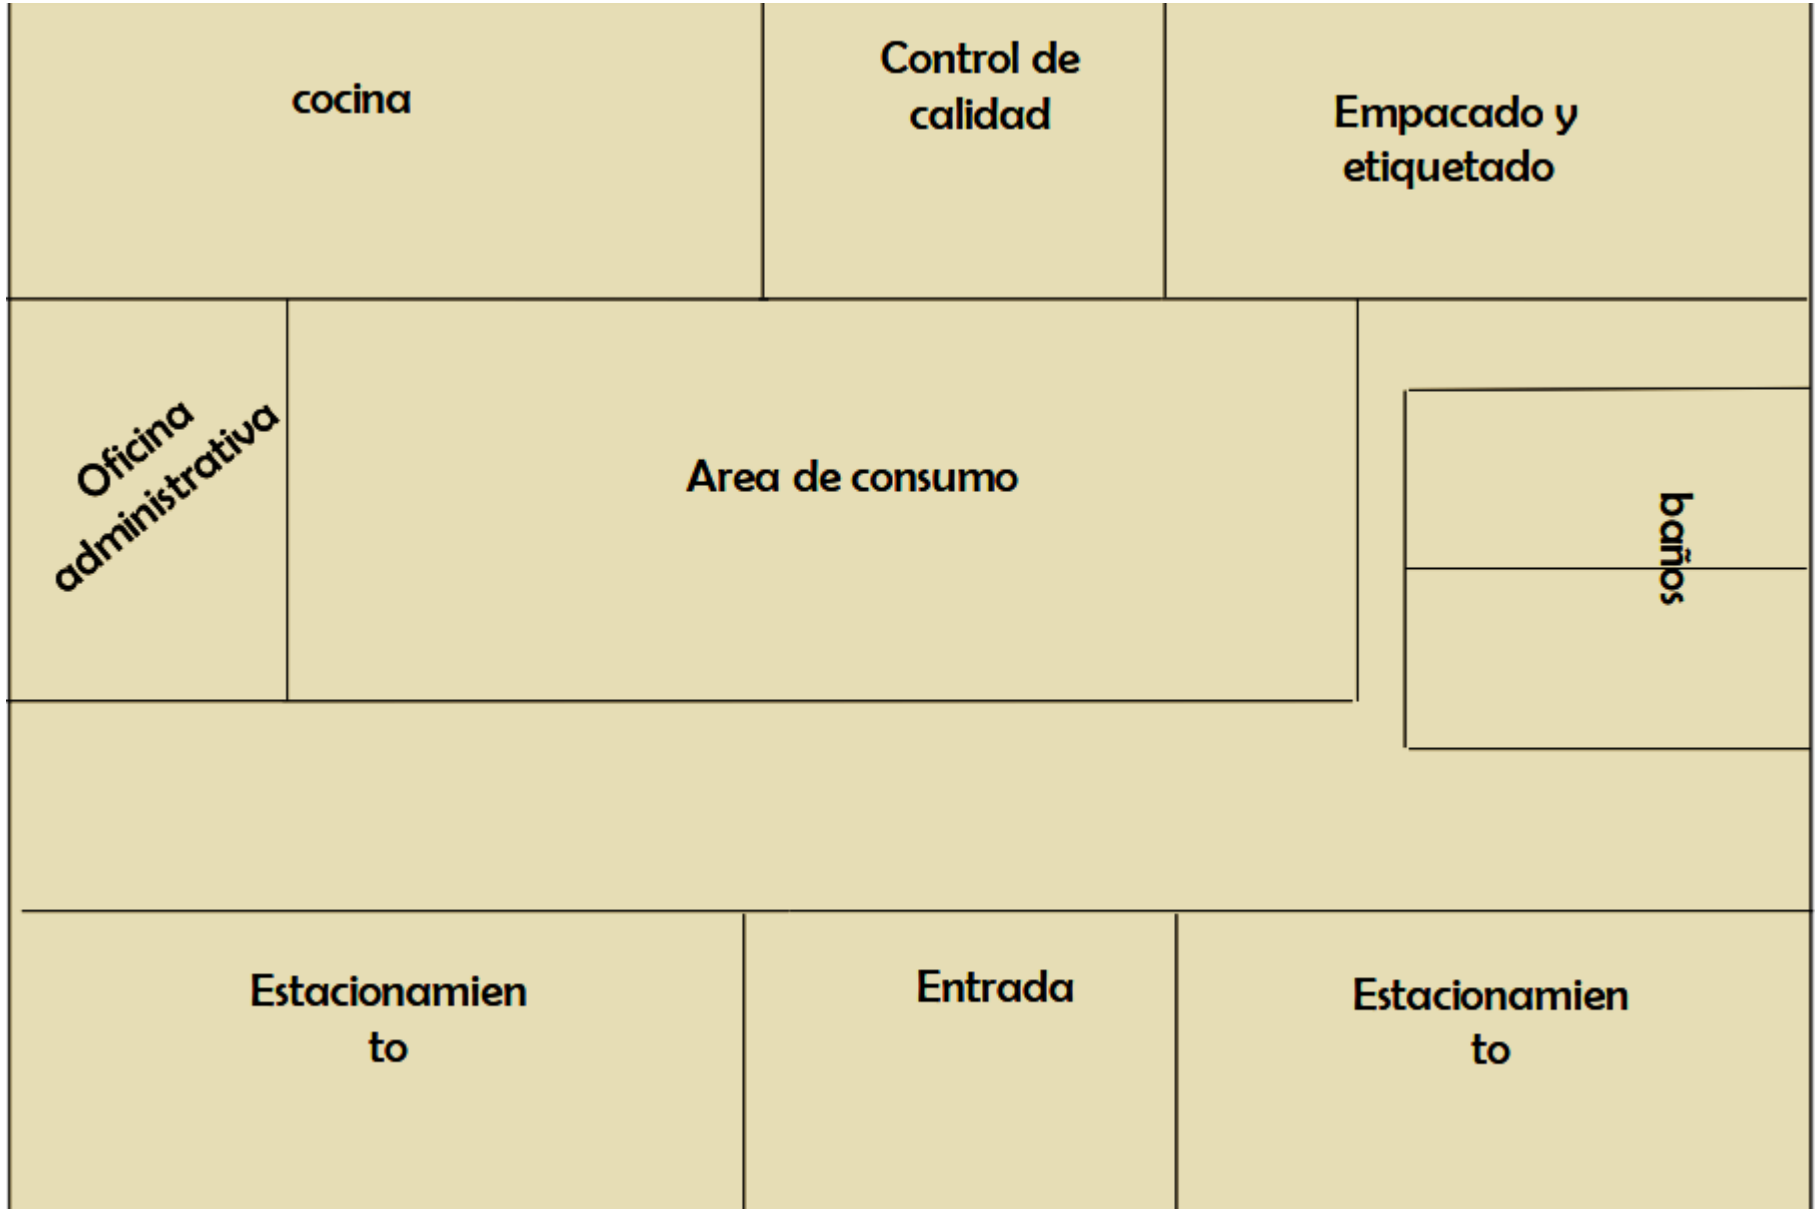 cocina
Control de
calidad
Empacado y
etiquetado
Oficina
administrativa
Area de consumo
baños
Estacionamien
to
Entrada
Estacionamien
to